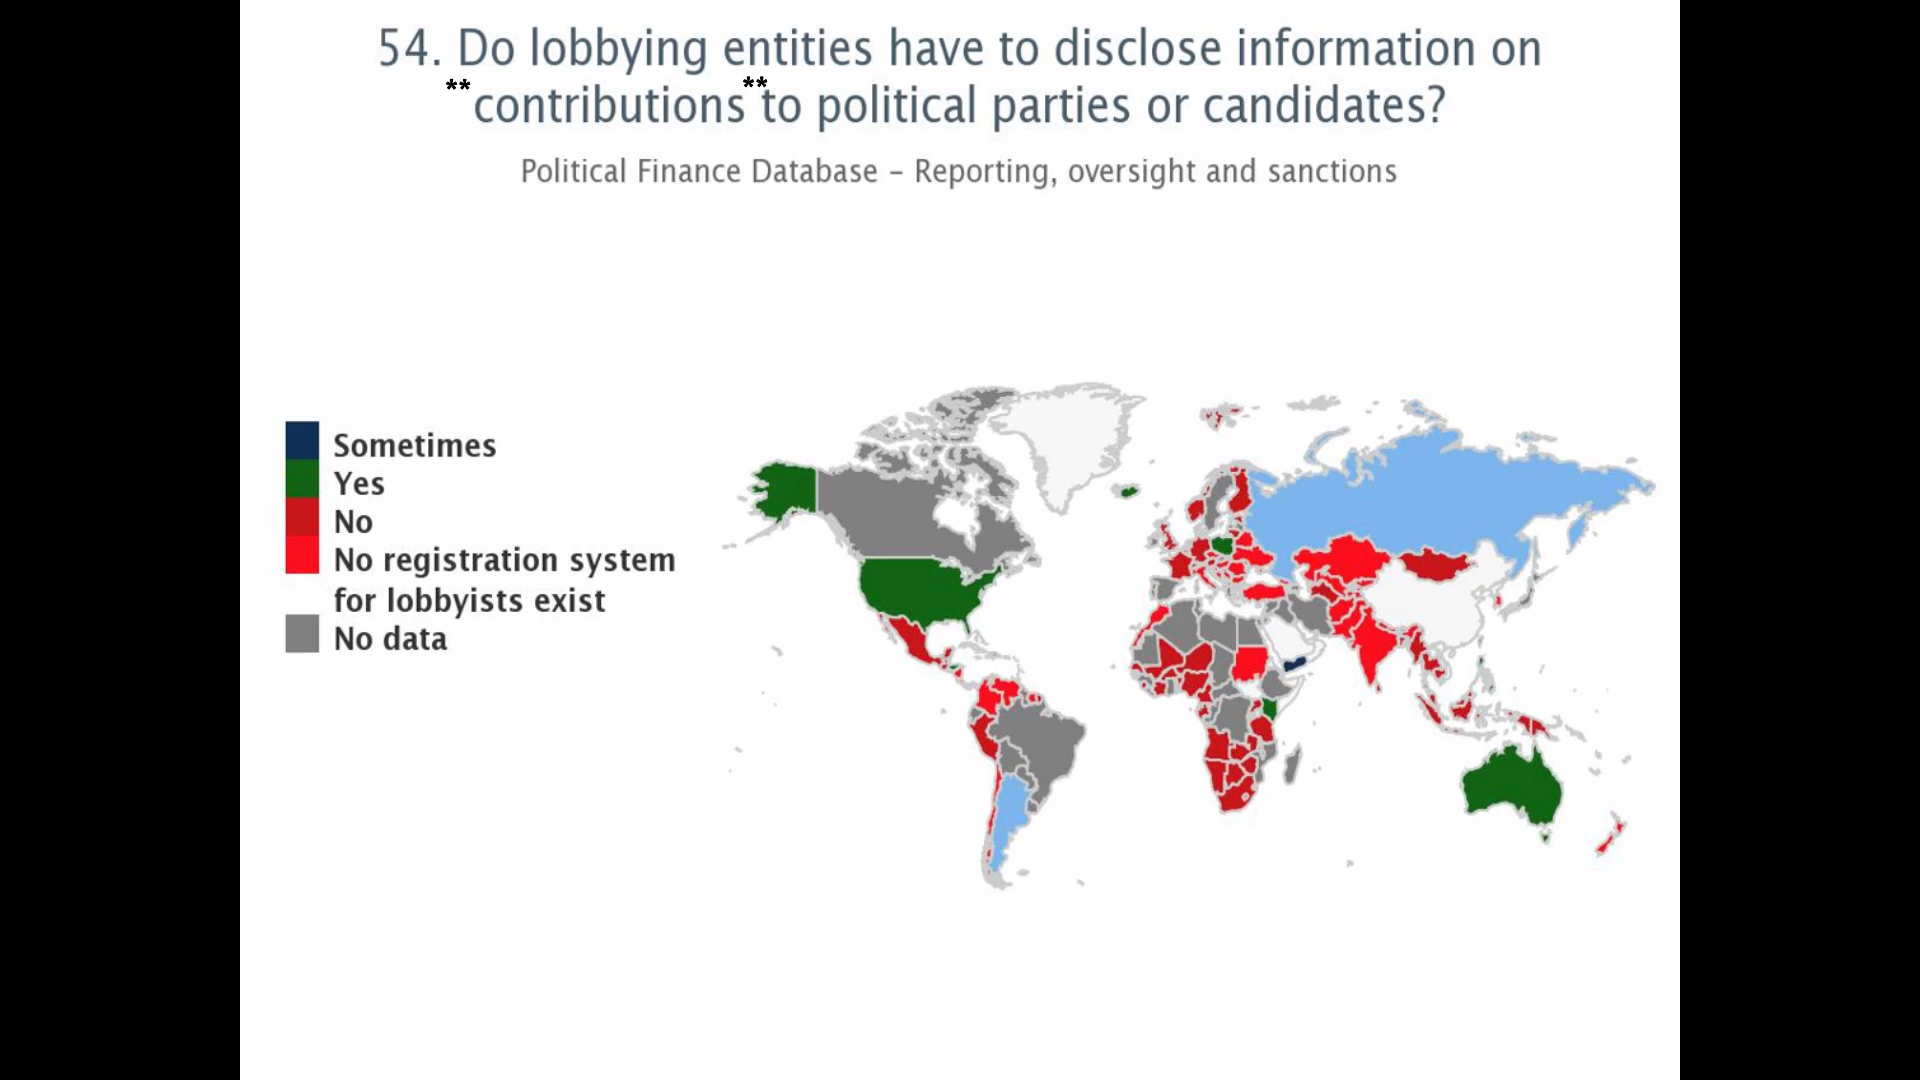 54. Do lobbying entities have to disclose information on
**contributions**to political parties or candidates?
Political Finance Database – Reporting, oversight and sanctions
Sometimes
Yes
No
No registration system
for lobbyists exist
No data